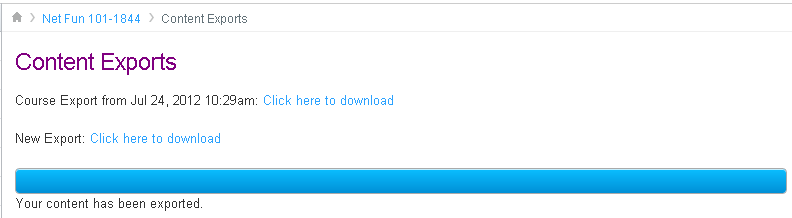 Net Fun 101-1844 Content Exports
Content Exports
Course Export from Jul 24, 2012 10:29am: Click here to download
New Export: Click here to download
Your content has been exported.